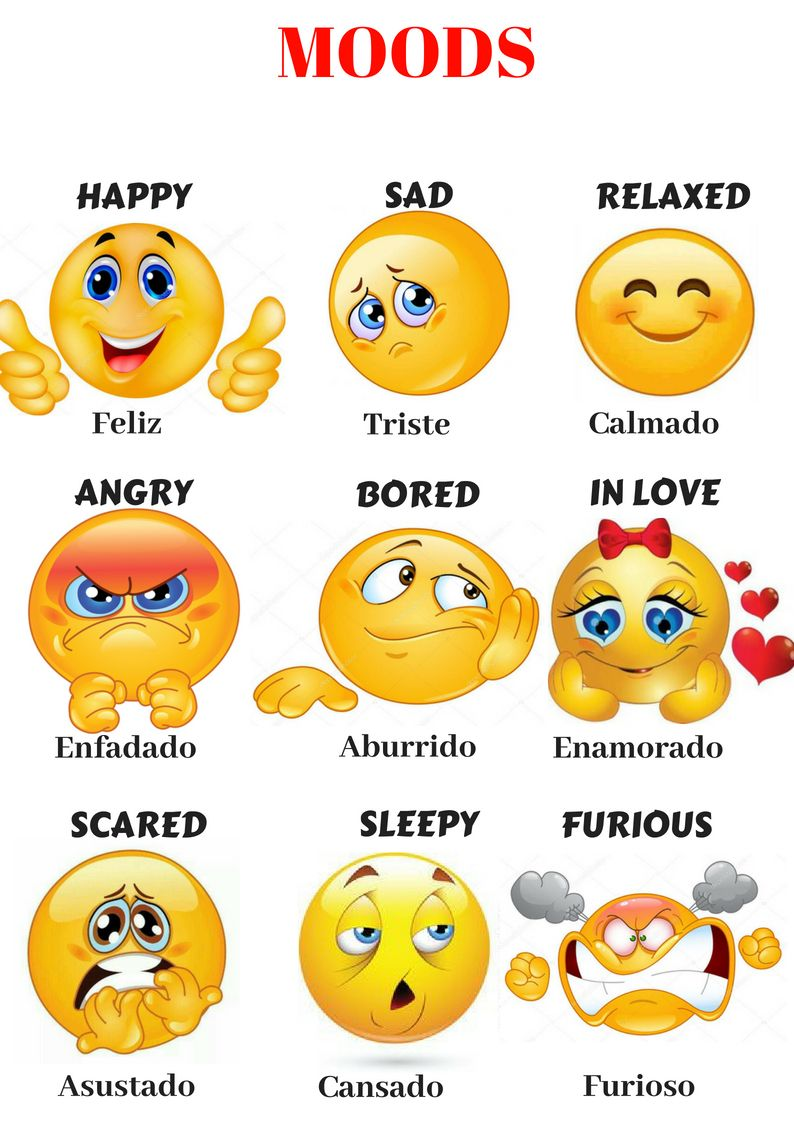 MOODS
HAPPY
SAD
RELAXED
Feliz
Triste
Calmado
ANGRY
BORED
IN LOVE
Enfadado
Aburrido
Enamorado
SCARED
SLEEPY
FURIOUS
Asustado
Cansado
Furioso